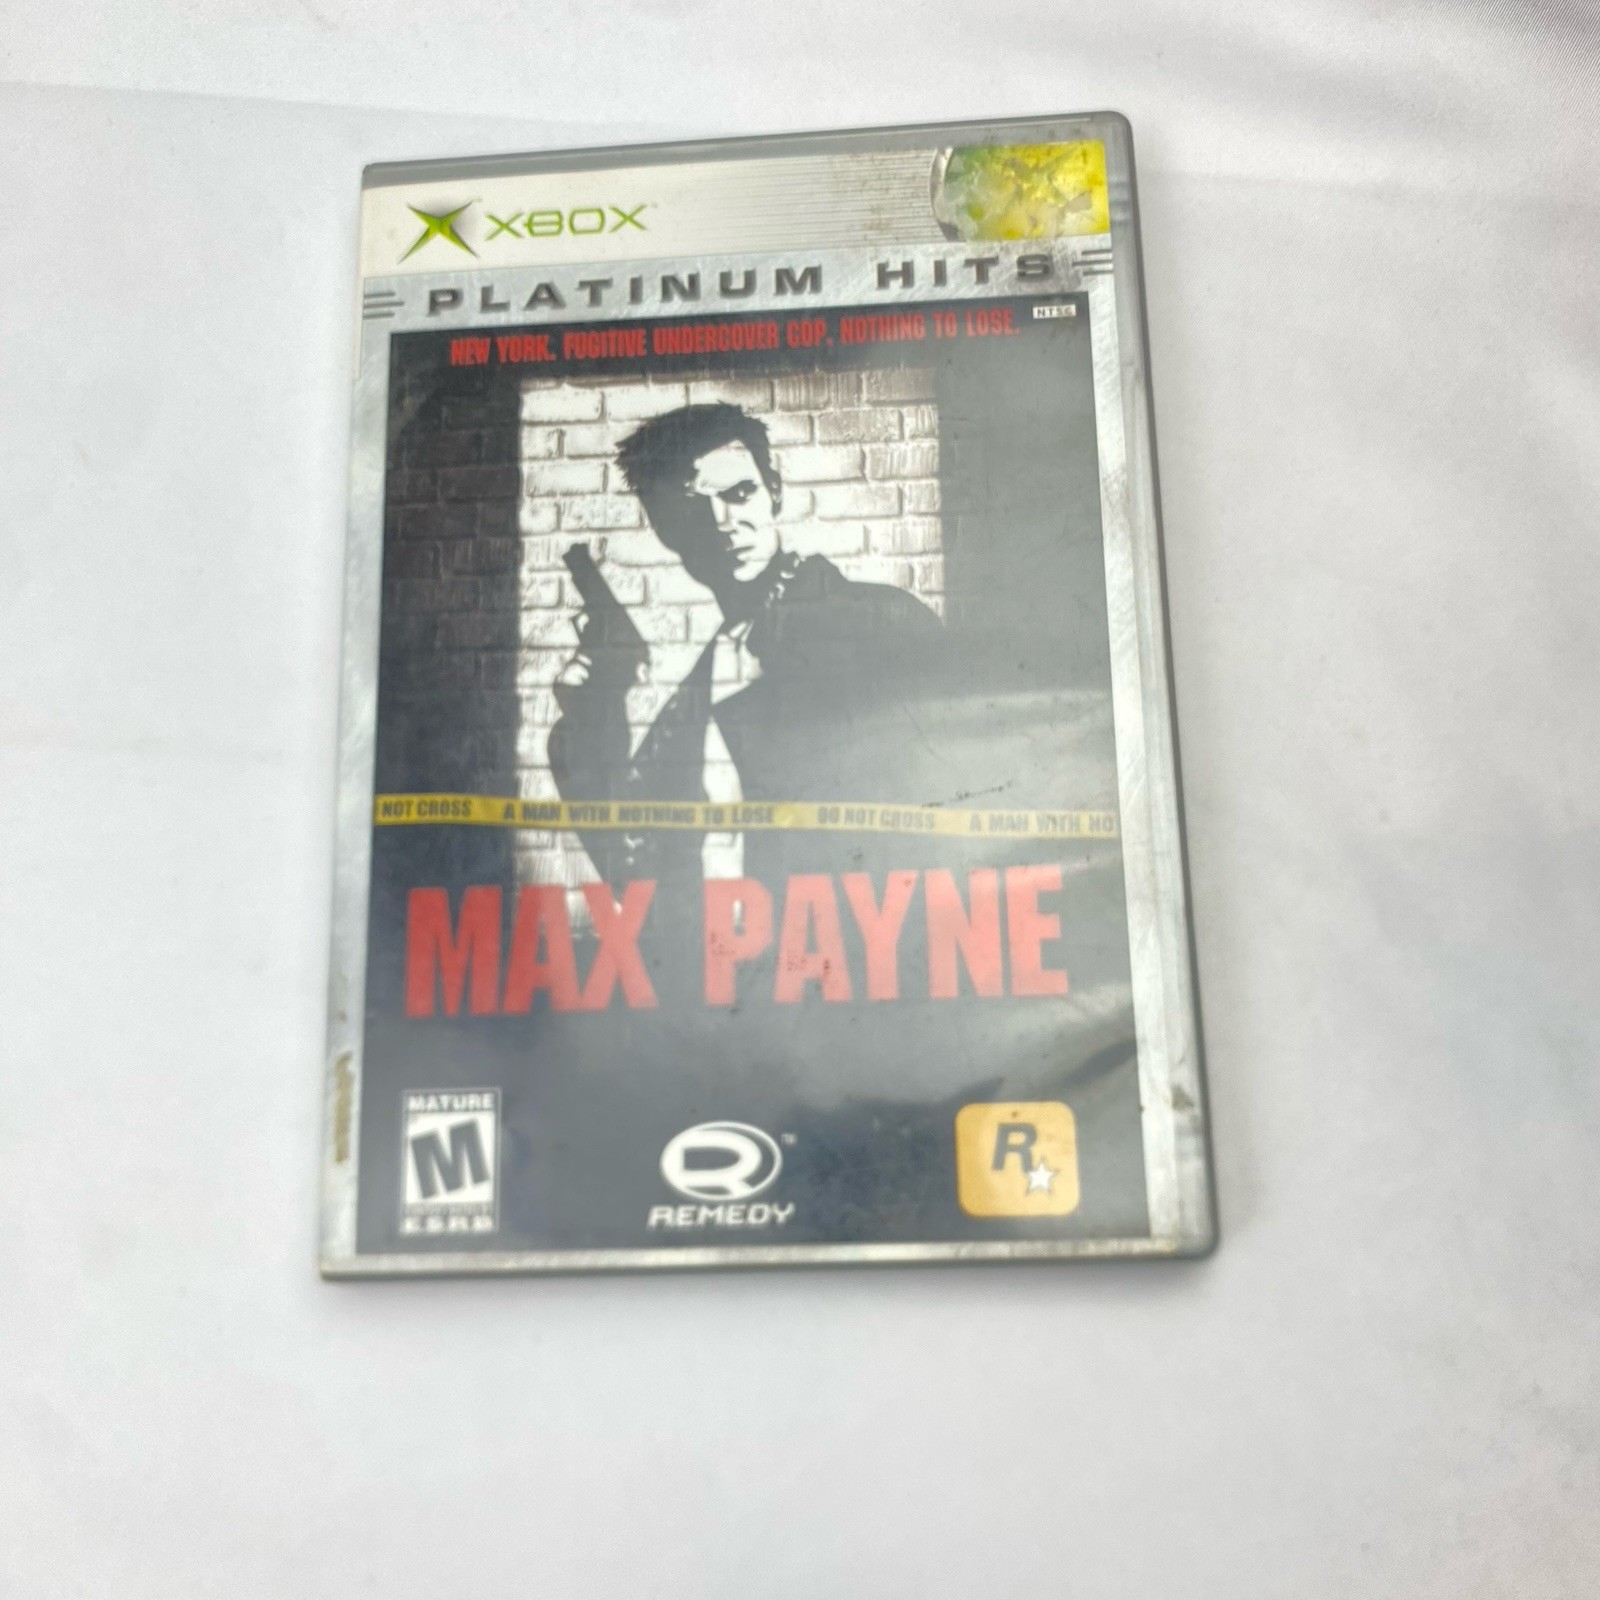 XBOX
PLATINUM HITS
NTSC
NEW YORK. FUGITIVE UNDERCOVER COP. NOTHING TO LOSE.
NOT CROSS A MAN WITH NOTHING TO LOSE DO NOT CROSS A MAN WITH NO
MAX PAYNE
MATURE
M
ESRB
REMEDY
TM
R